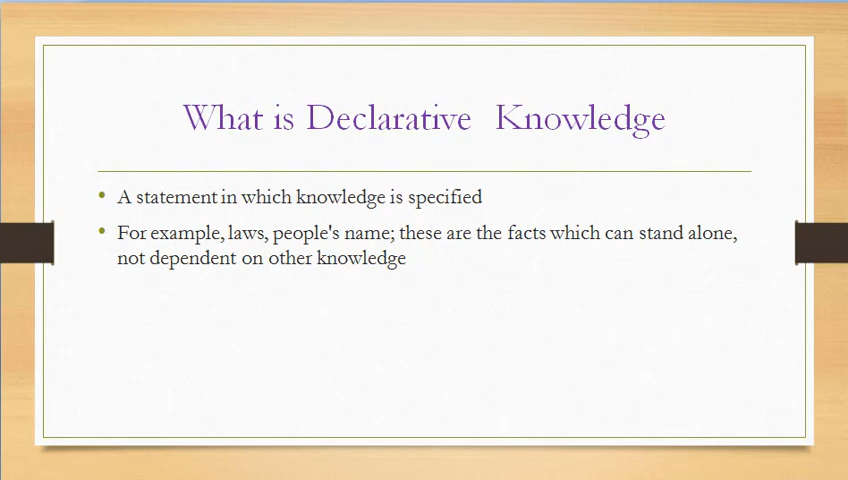 What is Declarative  Knowledge
• A statement in which knowledge is specified
• For example, laws, people's name; these are the facts which can stand alone,
not dependent on other knowledge